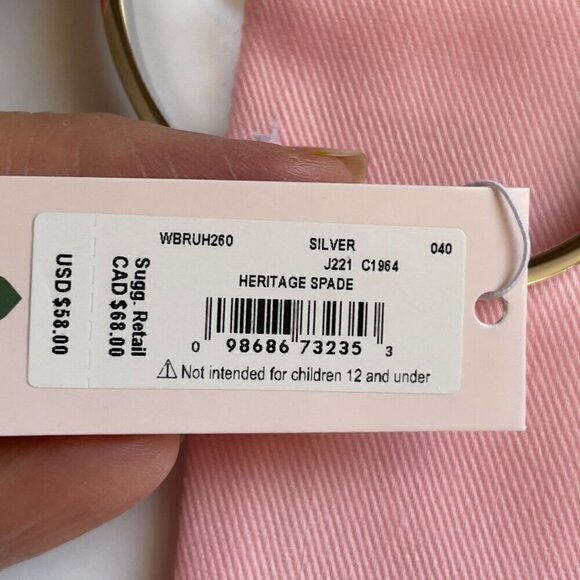 WBRUH260 SILVER 040
J221 C1964
HERITAGE SPADE
0 98686 73235 3
⚠ Not intended for children 12 and under
Sugg. Retail
CAD $68.00
USD $58.00